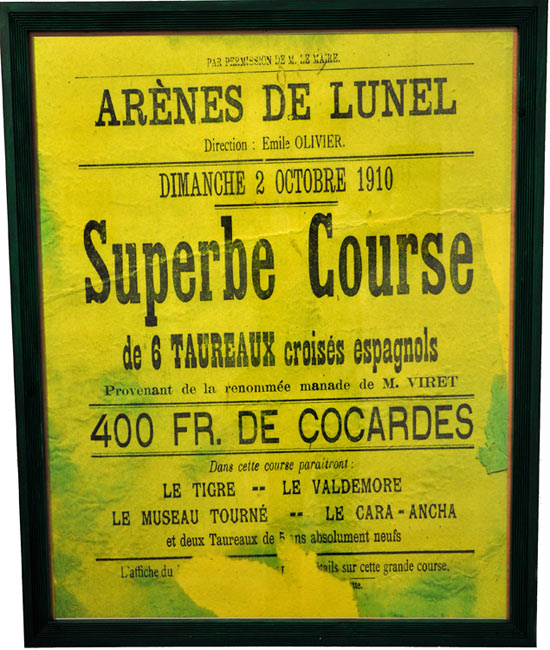 PAR PERMISSION DE M. LE MAIRE.
ARÈNES DE LUNEL
Direction : Emile OLIVIER.
DIMANCHE 2 OCTOBRE 1910
Superbe Course
de 6 TAUREAUX croisés espagnols
Provenant de la renommée manade de M. VIRET
400 FR. DE COCARDES
Dans cette course paraîtront :
LE TIGRE -- LE VALDEMORE
LE MUSEAU TOURNÉ -- LE CARA-ANCHA
et deux Taureaux de 5 ans absolument neufs
L'affiche du sur cette grande course,